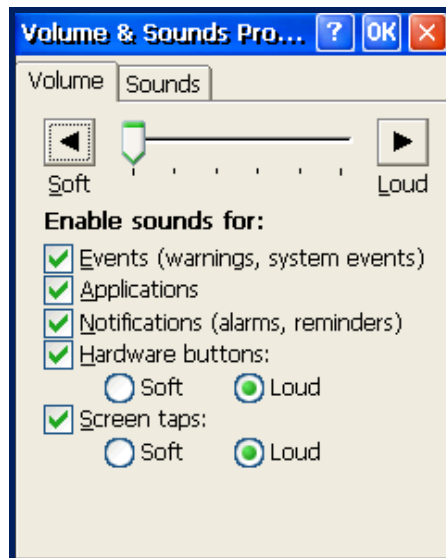 Volume & Sounds Pro... ? OK ×
Volume Sounds
Soft Loud
Enable sounds for:
Events (warnings, system events)
Applications
Notifications (alarms, reminders)
Hardware buttons:
Soft Loud
Screen taps:
Soft Loud